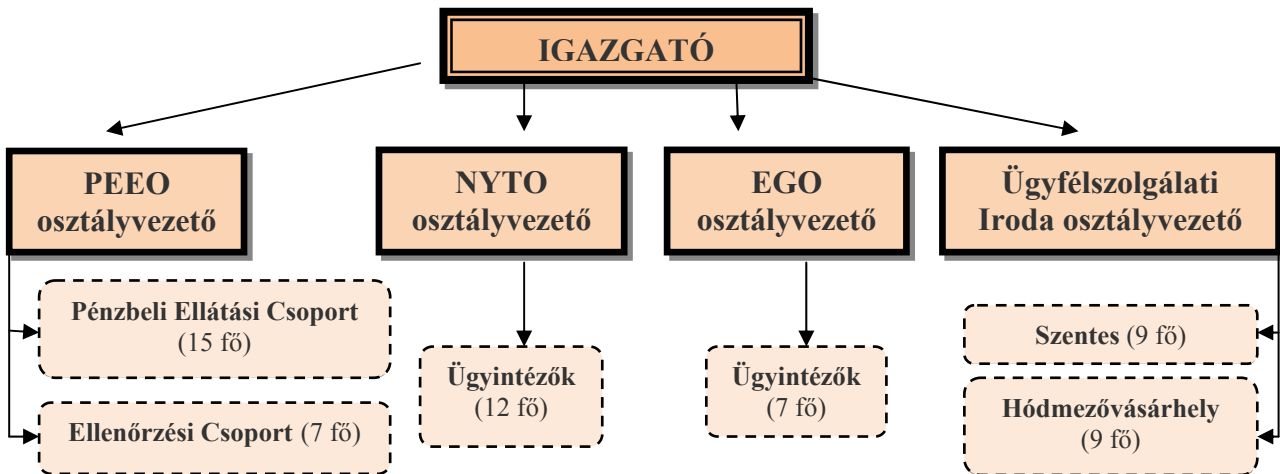 IGAZGATÓ
PEEO
osztályvezető
NYTO
osztályvezető
EGO
osztályvezető
Ügyfélszolgálati
Iroda osztályvezető
Pénzbeli Ellátási Csoport
(15 fő)
Ellenőrzési Csoport (7 fő)
Ügyintézők
(12 fő)
Ügyintézők
(7 fő)
Szentes (9 fő)
Hódmezővásárhely
(9 fő)